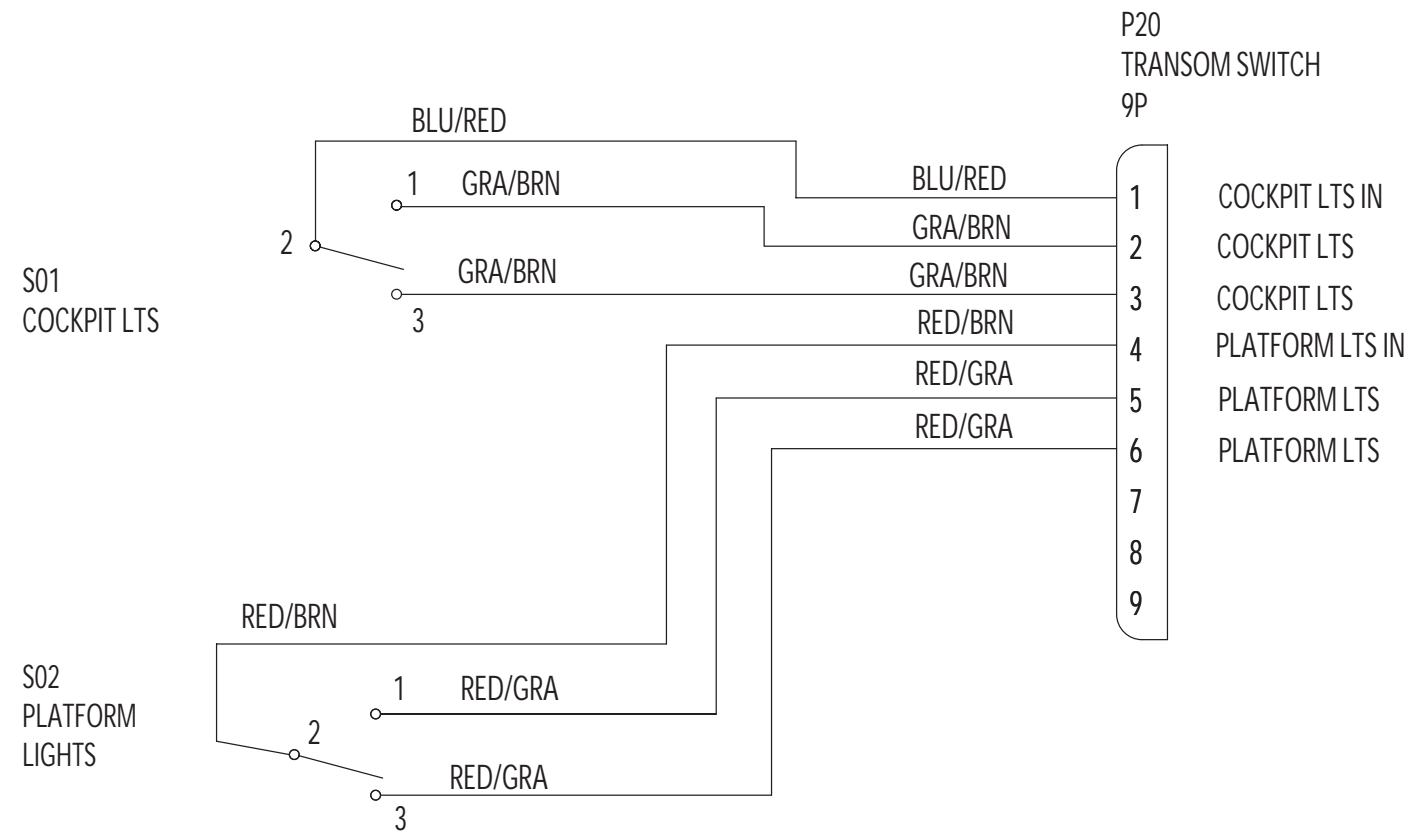 P20
TRANSOM SWITCH
9P
BLU/RED
1 GRA/BRN
2
GRA/BRN
3
S01
COCKPIT LTS
BLU/RED
1 COCKPIT LTS IN
GRA/BRN
2 COCKPIT LTS
GRA/BRN
3 COCKPIT LTS
RED/BRN
4 PLATFORM LTS IN
RED/GRA
5 PLATFORM LTS
RED/GRA
6 PLATFORM LTS
7
8
9
RED/BRN
S02
PLATFORM
LIGHTS
1 RED/GRA
2
RED/GRA
3